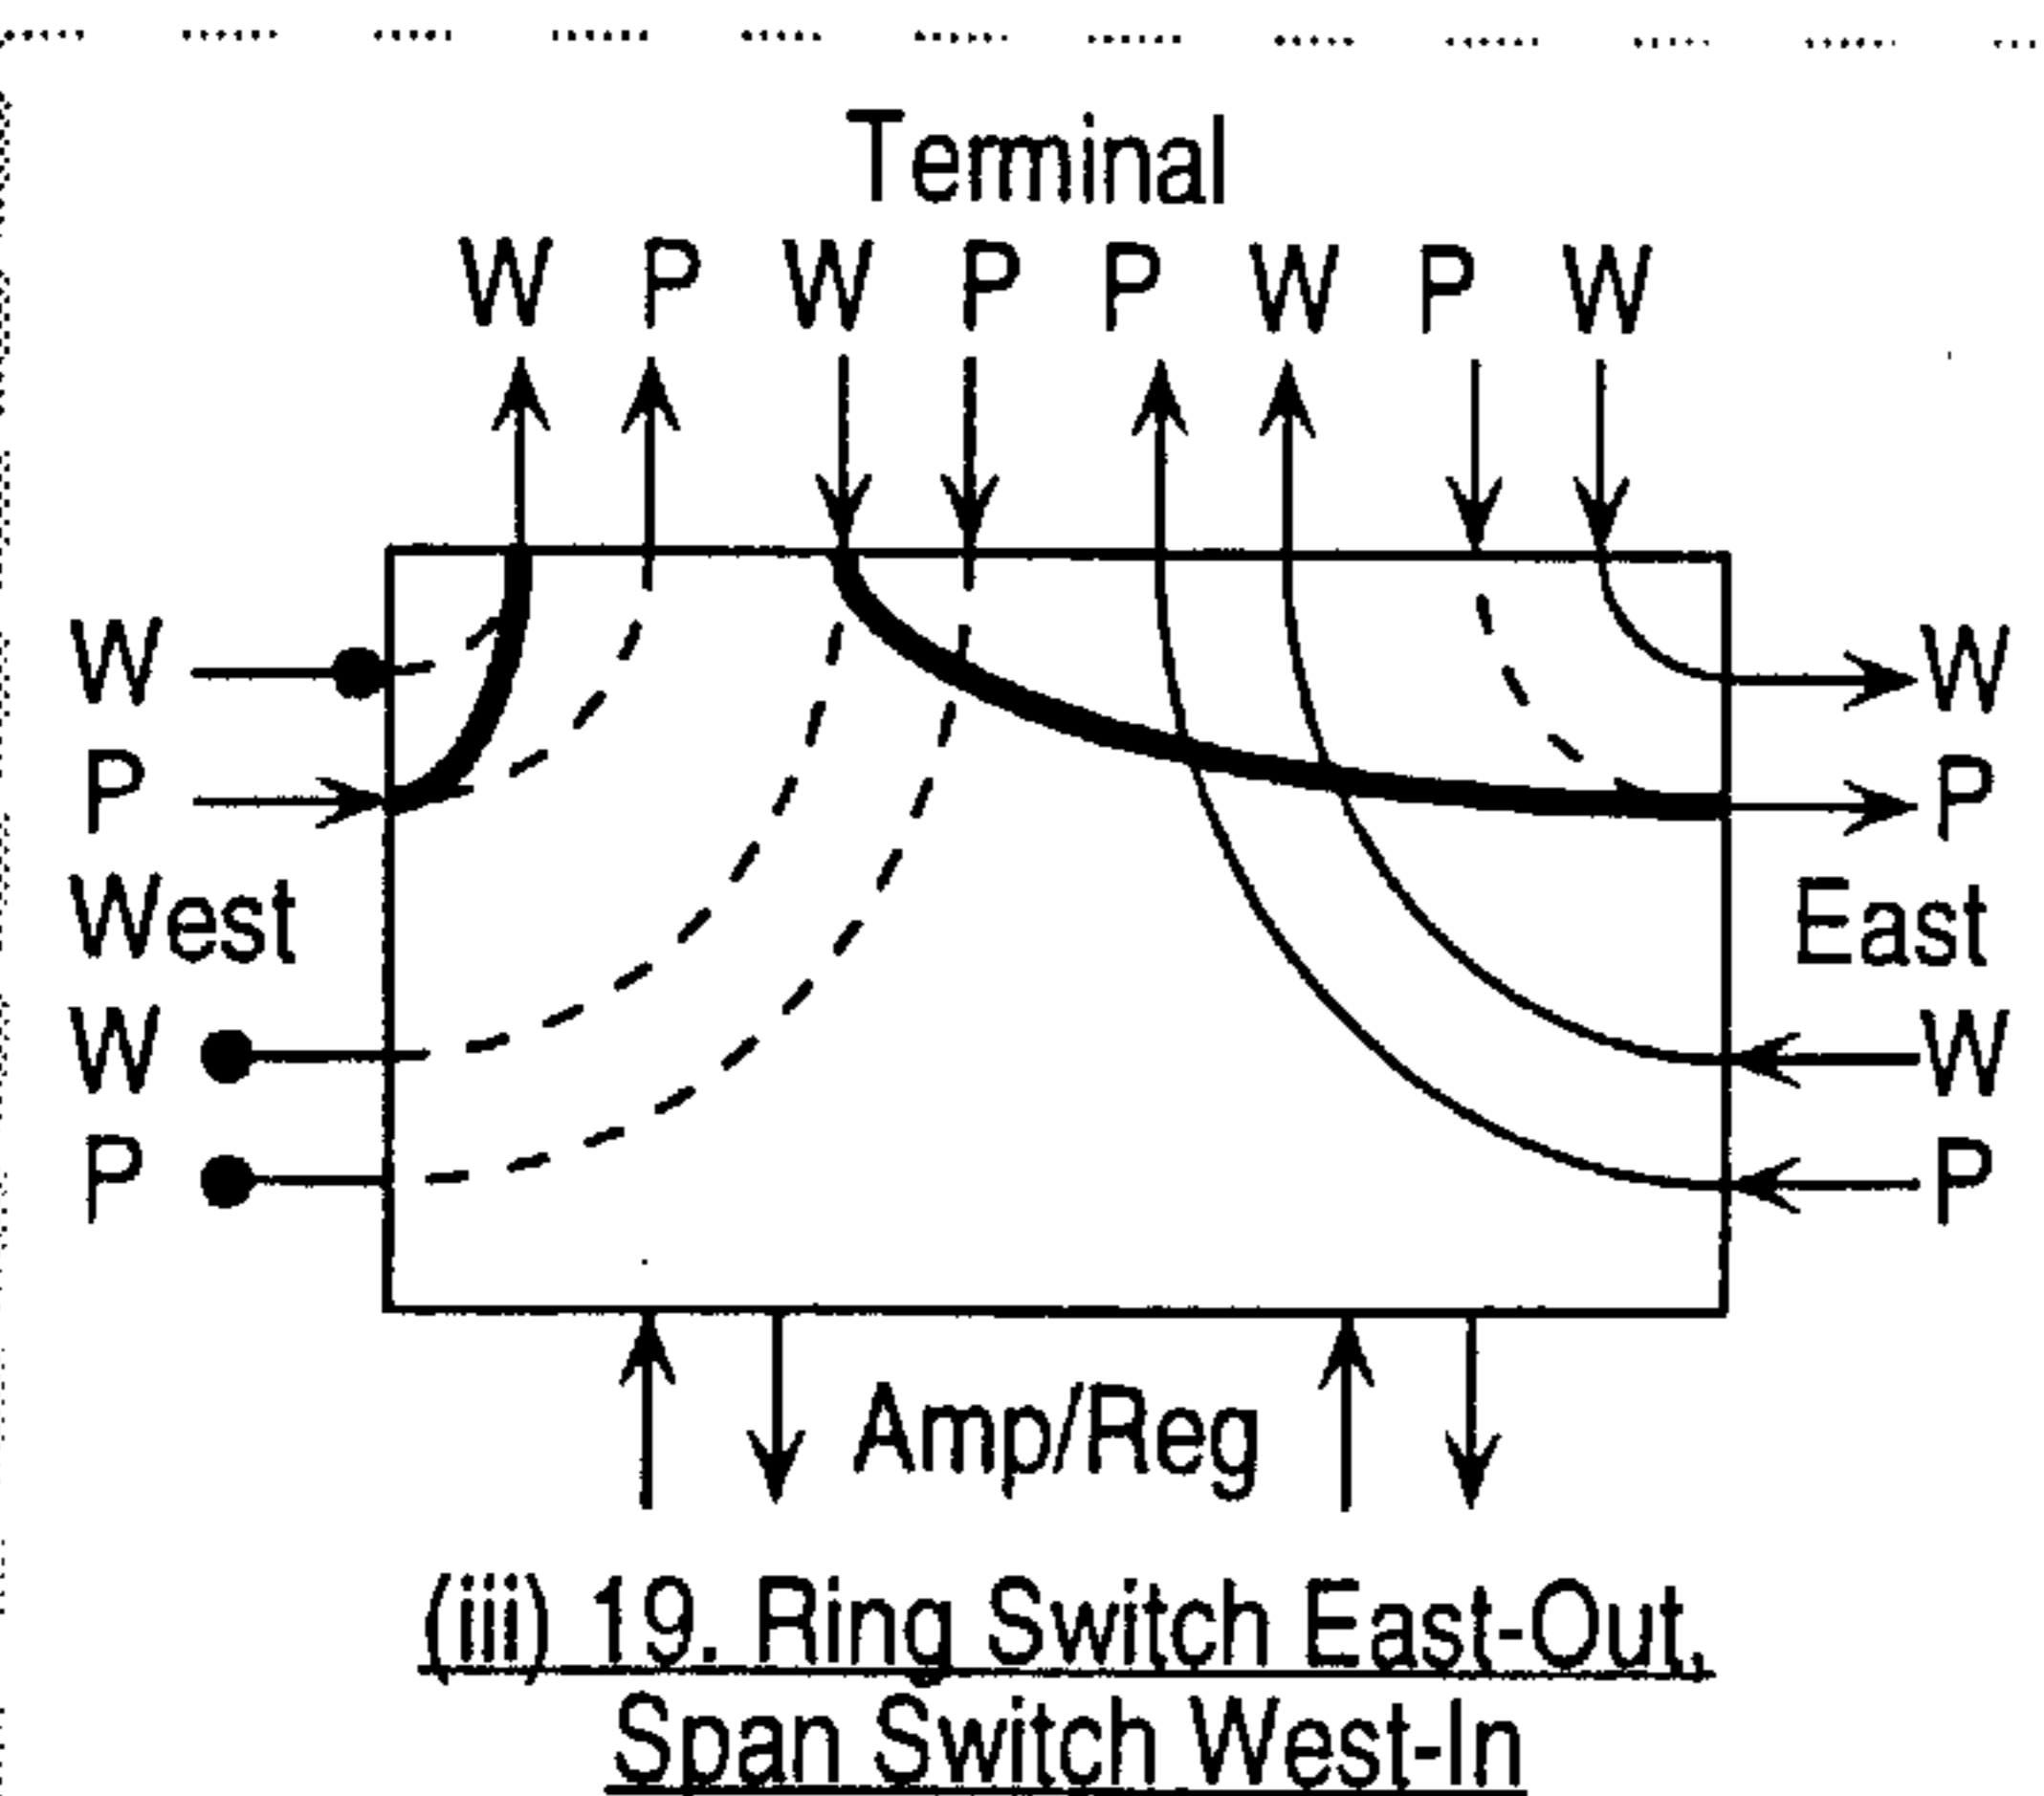 Terminal
W P W P P W P W
W W
P P
West East
W W
P P
Amp/Reg
(iii) 19. Ring Switch East-Out,
Span Switch West-In